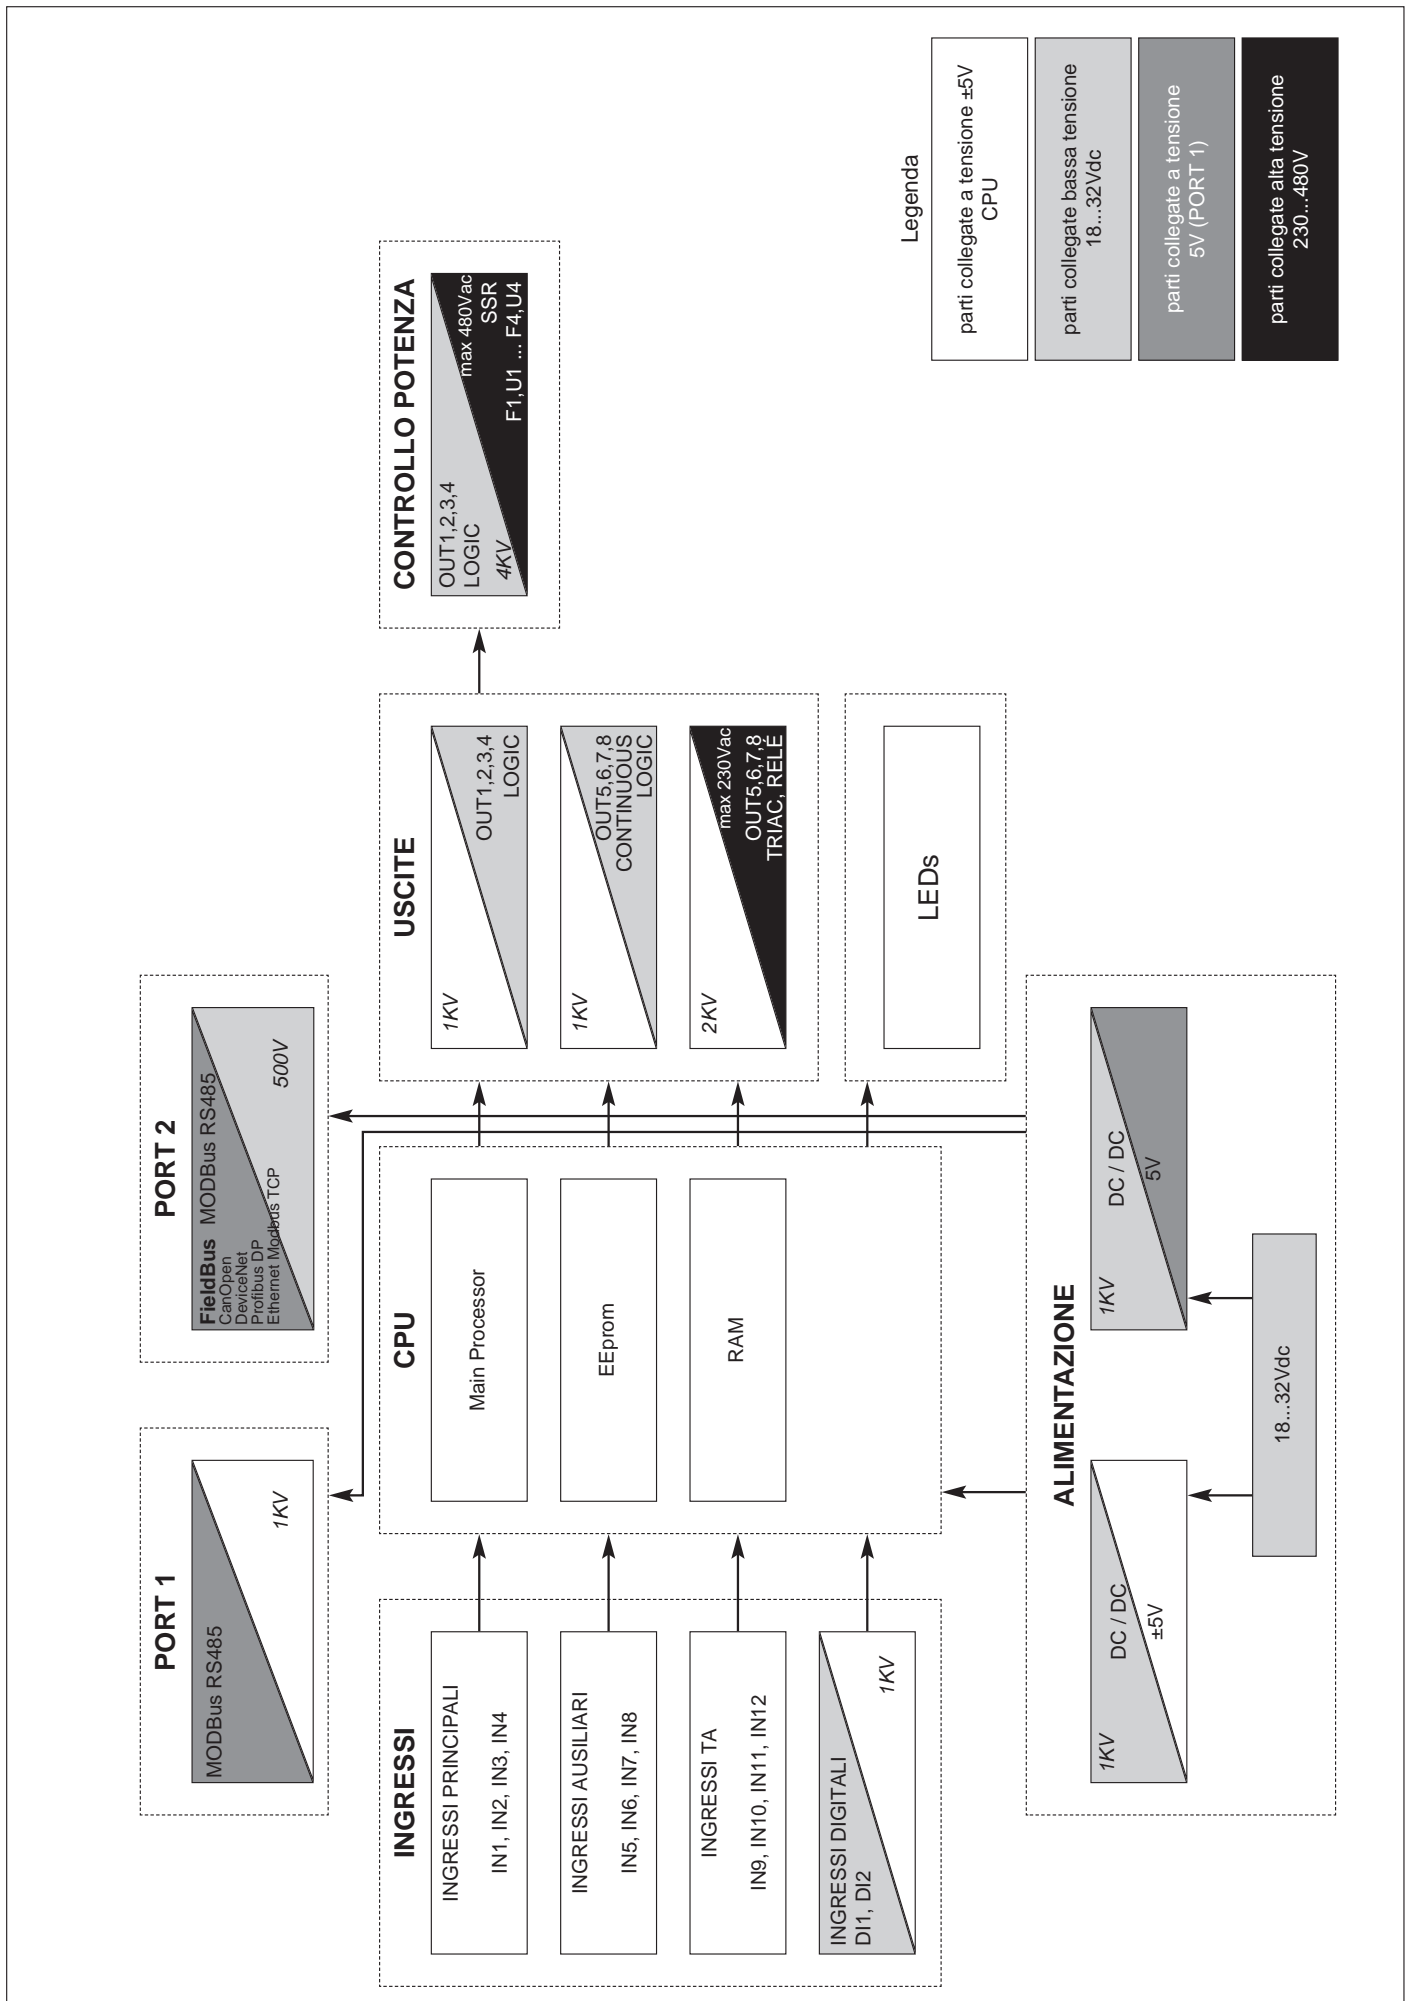 PORT 1
MODBus RS485
1KV
PORT 2
FieldBus MODBus RS485
CanOpen
DeviceNet
Profibus DP
Ethernet Modbus TCP
500V
INGRESSI
INGRESSI PRINCIPALI
IN1, IN2, IN3, IN4
INGRESSI AUSILIARI
IN5, IN6, IN7, IN8
INGRESSI TA
IN9, IN10, IN11, IN12
INGRESSI DIGITALI
DI1, DI2
1KV
CPU
Main Processor
EEprom
RAM
USCITE
1KV
OUT1,2,3,4
LOGIC
1KV
OUT5,6,7,8
CONTINUOUS
LOGIC
2KV
max 230Vac
OUT5,6,7,8
TRIAC, RELÉ
LEDs
CONTROLLO POTENZA
OUT1,2,3,4
LOGIC
4KV
max 480Vac
SSR
F1,U1 ... F4,U4
ALIMENTAZIONE
1KV
DC / DC
±5V
1KV
DC / DC
5V
18...32Vdc
Legenda
parti collegate a tensione ±5V
CPU
parti collegate bassa tensione
18...32Vdc
parti collegate a tensione
5V (PORT 1)
parti collegate alta tensione
230...480V